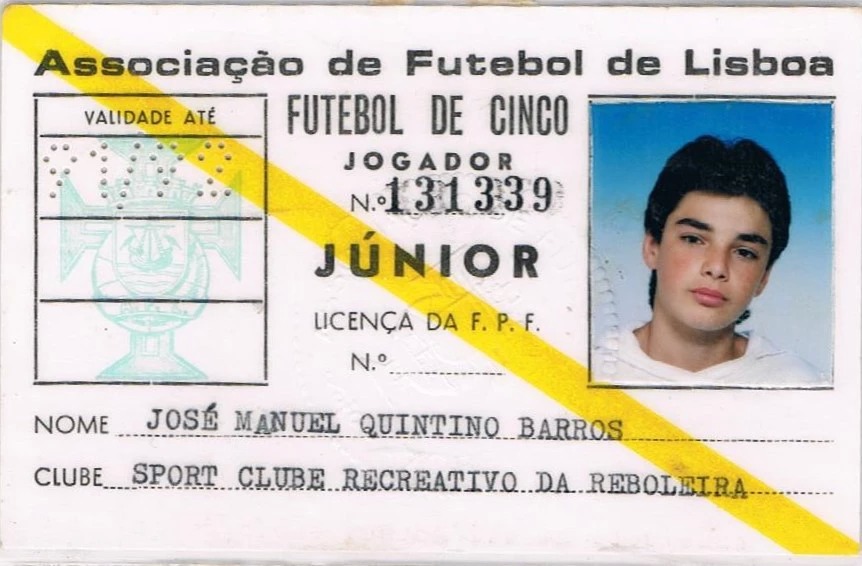 Associação de Futebol de Lisboa
VALIDADE ATÉ
FUTEBOL DE CINCO
JOGADOR
N.º 131339
JÚNIOR
LICENÇA DA F. P. F.
N.º
NOME JOSÉ MANUEL QUINTINO BARROS
CLUBE SPORT CLUBE RECREATIVO DA REBOLEIRA